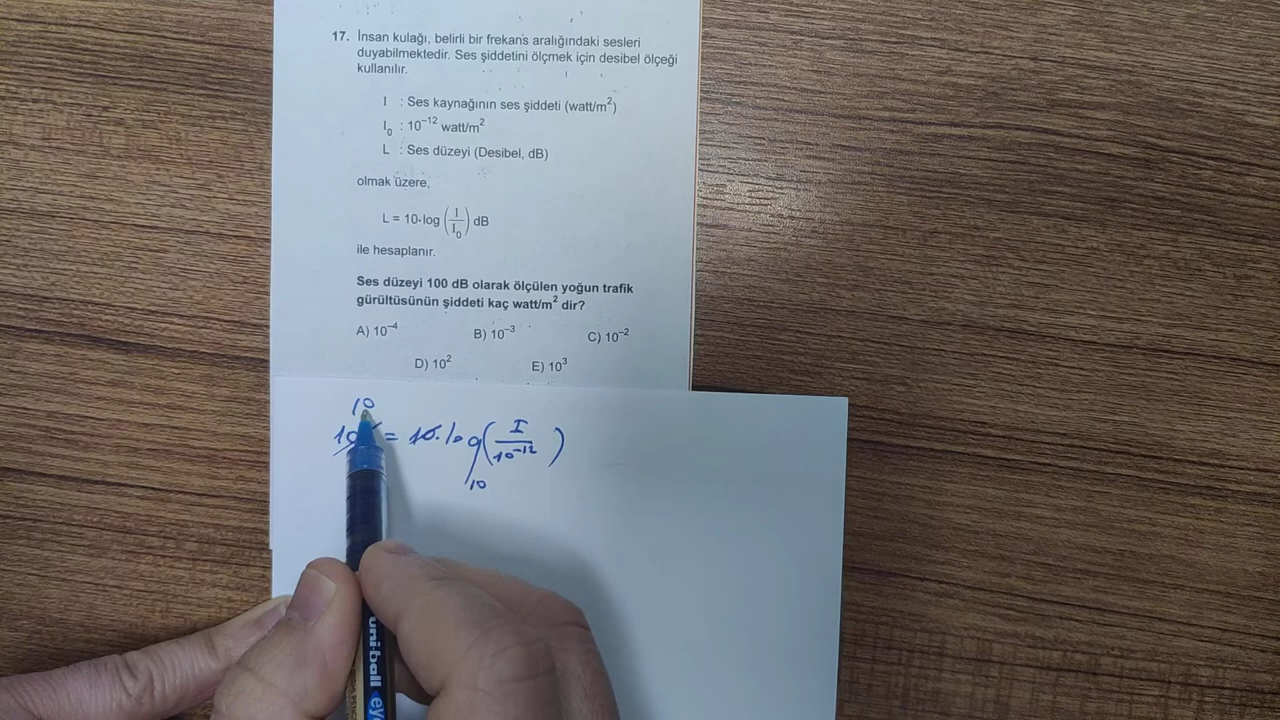 17. İnsan kulağı, belirli bir frekans aralığındaki sesleri
duyabilmektedir. Ses şiddetini ölçmek için desibel ölçeği
kullanılır.
I : Ses kaynağının ses şiddeti (watt/m²)
I₀ : 10⁻¹² watt/m²
L : Ses düzeyi (Desibel, dB)
olmak üzere,
L = 10·log (I/I₀) dB
ile hesaplanır.
Ses düzeyi 100 dB olarak ölçülen yoğun trafik
gürültüsünün şiddeti kaç watt/m² dir?
A) 10⁻⁴ B) 10⁻³ C) 10⁻²
D) 10² E) 10³
10
= 10. log₁₀ (I/10⁻¹²)
uni-ball eye